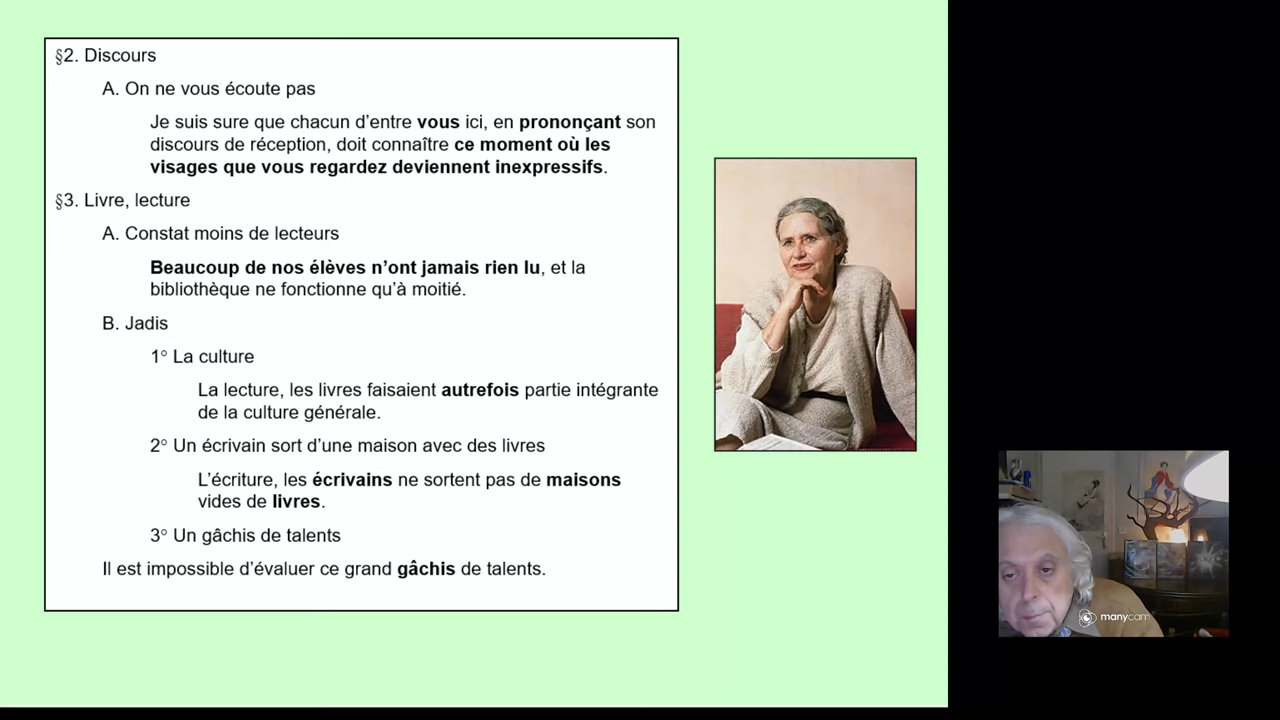 §2. Discours
A. On ne vous écoute pas
Je suis sure que chacun d’entre vous ici, en prononçant son
discours de réception, doit connaître ce moment où les
visages que vous regardez deviennent inexpressifs.
§3. Livre, lecture
A. Constat moins de lecteurs
Beaucoup de nos élèves n’ont jamais rien lu, et la
bibliothèque ne fonctionne qu’à moitié.
B. Jadis
1° La culture
La lecture, les livres faisaient autrefois partie intégrante
de la culture générale.
2° Un écrivain sort d’une maison avec des livres
L’écriture, les écrivains ne sortent pas de maisons
vides de livres.
3° Un gâchis de talents
Il est impossible d’évaluer ce grand gâchis de talents.
manycam